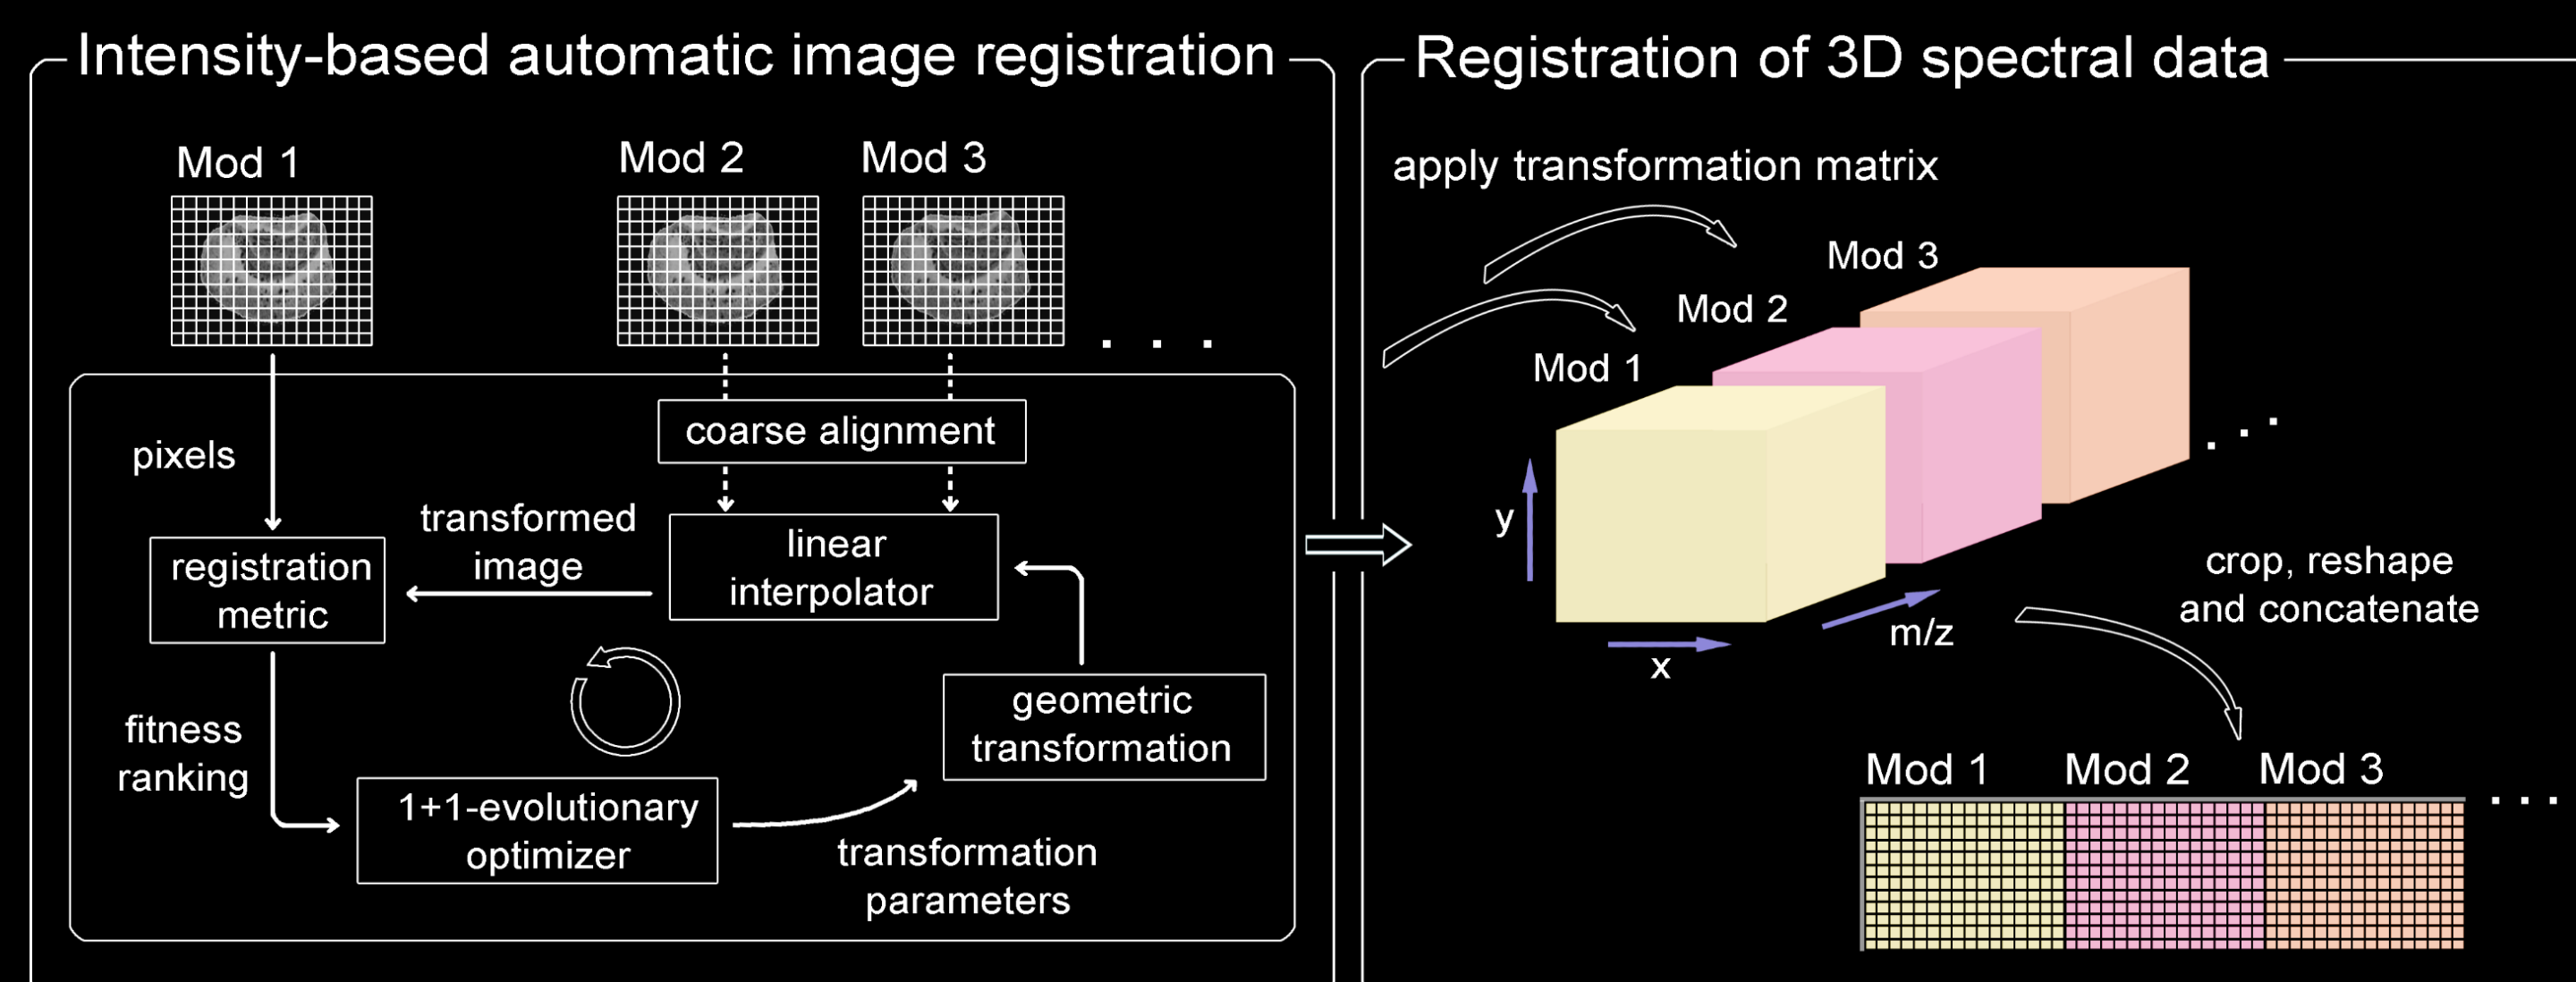 Intensity-based automatic image registration
Mod 1
Mod 2
Mod 3
. . .
pixels
coarse alignment
transformed
image
linear
interpolator
registration
metric
geometric
transformation
fitness
ranking
1+1-evolutionary
optimizer
transformation
parameters
Registration of 3D spectral data
apply transformation matrix
Mod 3
Mod 2
Mod 1
. . .
y
x
m/z
crop, reshape
and concatenate
Mod 1
Mod 2
Mod 3
. . .